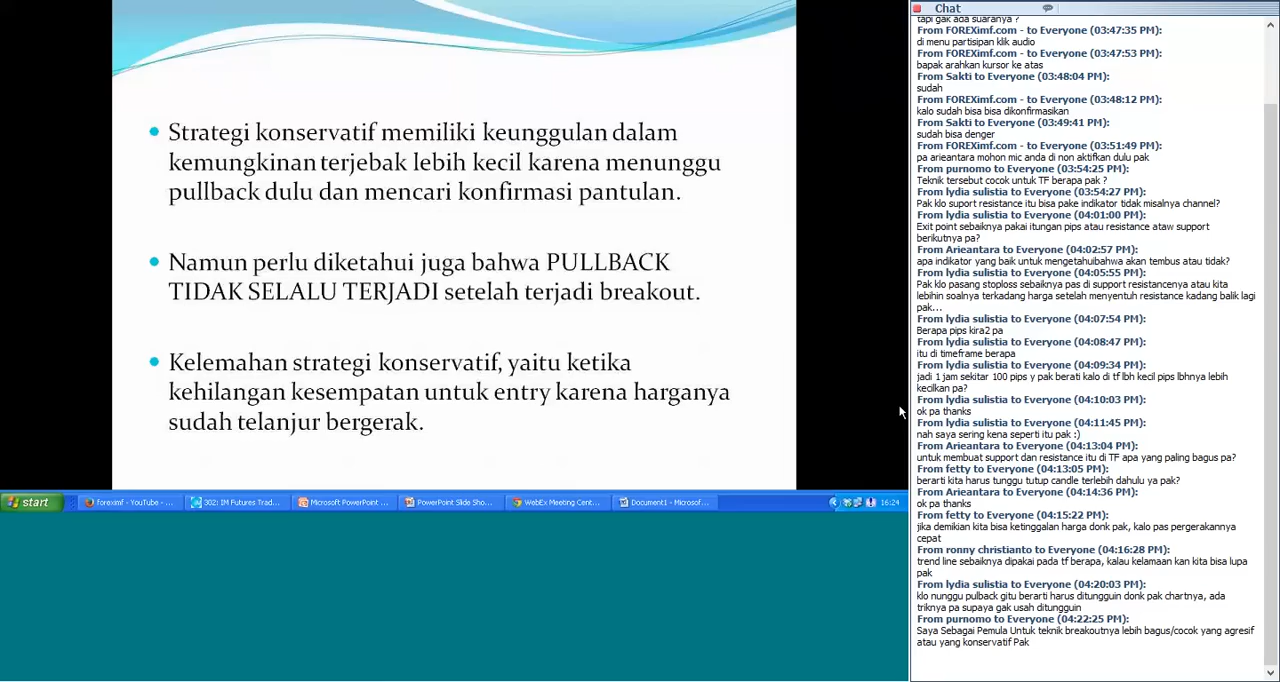 Strategi konservatif memiliki keunggulan dalam
kemungkinan terjebak lebih kecil karena menunggu
pullback dulu dan mencari konfirmasi pantulan.
Namun perlu diketahui juga bahwa PULLBACK
TIDAK SELALU TERJADI setelah terjadi breakout.
Kelemahan strategi konservatif, yaitu ketika
kehilangan kesempatan untuk entry karena harganya
sudah telanjur bergerak.
start
foreximf - YouTube - ...
302: IM Futures Trad...
Microsoft PowerPoint ...
PowerPoint Slide Sho...
WebEx Meeting Cent...
Document1 - Microsof...
16:24
Chat
tapi gak ada suaranya ?
From FOREXimf.com - to Everyone (03:47:35 PM):
di menu partisipan klik audio
From FOREXimf.com - to Everyone (03:47:53 PM):
bapak arahkan kursor ke atas
From Sakti to Everyone (03:48:04 PM):
sudah
From FOREXimf.com - to Everyone (03:48:12 PM):
kalo sudah bisa bisa dikonfirmasikan
From Sakti to Everyone (03:49:41 PM):
sudah bisa denger
From FOREXimf.com - to Everyone (03:51:49 PM):
pa arieantara mohon mic anda di non aktifkan dulu pak
From purnomo to Everyone (03:54:25 PM):
Teknik tersebut cocok untuk TF berapa pak ?
From lydia sulistia to Everyone (03:54:27 PM):
Pak klo suport resistance itu bisa pake indikator tidak misalnya channel?
From lydia sulistia to Everyone (04:01:00 PM):
Exit point sebaiknya pakai itungan pips atau resistance ataw support
berikutnya pa?
From Arieantara to Everyone (04:02:57 PM):
apa indikator yang baik untuk mengetahuibahwa akan tembus atau tidak?
From lydia sulistia to Everyone (04:05:55 PM):
Pak klo pasang stoploss sebaiknya pas di support resistancenya atau kita
lebihin soalnya terkadang harga setelah menyentuh resistance kadang balik lagi
pak...
From lydia sulistia to Everyone (04:07:54 PM):
Berapa pips kira2 pa
From lydia sulistia to Everyone (04:08:47 PM):
itu di timeframe berapa
From lydia sulistia to Everyone (04:09:34 PM):
jadi 1 jam sekitar 100 pips y pak berati kalo di tf lbh kecil pips lbhnya lebih
kecilkan pa?
From lydia sulistia to Everyone (04:10:03 PM):
ok pa thanks
From lydia sulistia to Everyone (04:11:45 PM):
nah saya sering kena seperti itu pak :)
From Arieantara to Everyone (04:13:04 PM):
untuk membuat support dan resistance itu di TF apa yang paling bagus pa?
From fetty to Everyone (04:13:05 PM):
berarti kita harus tunggu tutup candle terlebih dahulu ya pak?
From Arieantara to Everyone (04:14:36 PM):
ok pa thanks
From fetty to Everyone (04:15:22 PM):
jika demikian kita bisa ketinggalan harga donk pak, kalo pas pergerakannya
cepat
From ronny christianto to Everyone (04:16:28 PM):
trend line sebaiknya dipakai pada tf berapa, kalau kelamaan kan kita bisa lupa
pak
From lydia sulistia to Everyone (04:20:03 PM):
klo nunggu pulback gitu berarti harus ditungguin donk pak chartnya, ada
triknya pa supaya gak usah ditungguin
From purnomo to Everyone (04:22:25 PM):
Saya Sebagai Pemula Untuk teknik breakoutnya lebih bagus/cocok yang agresif
atau yang konservatif Pak